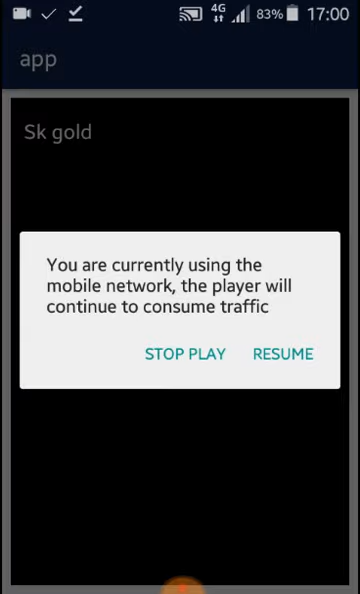 4G 83% 17:00
app
Sk gold
You are currently using the
mobile network, the player will
continue to consume traffic
STOP PLAY RESUME